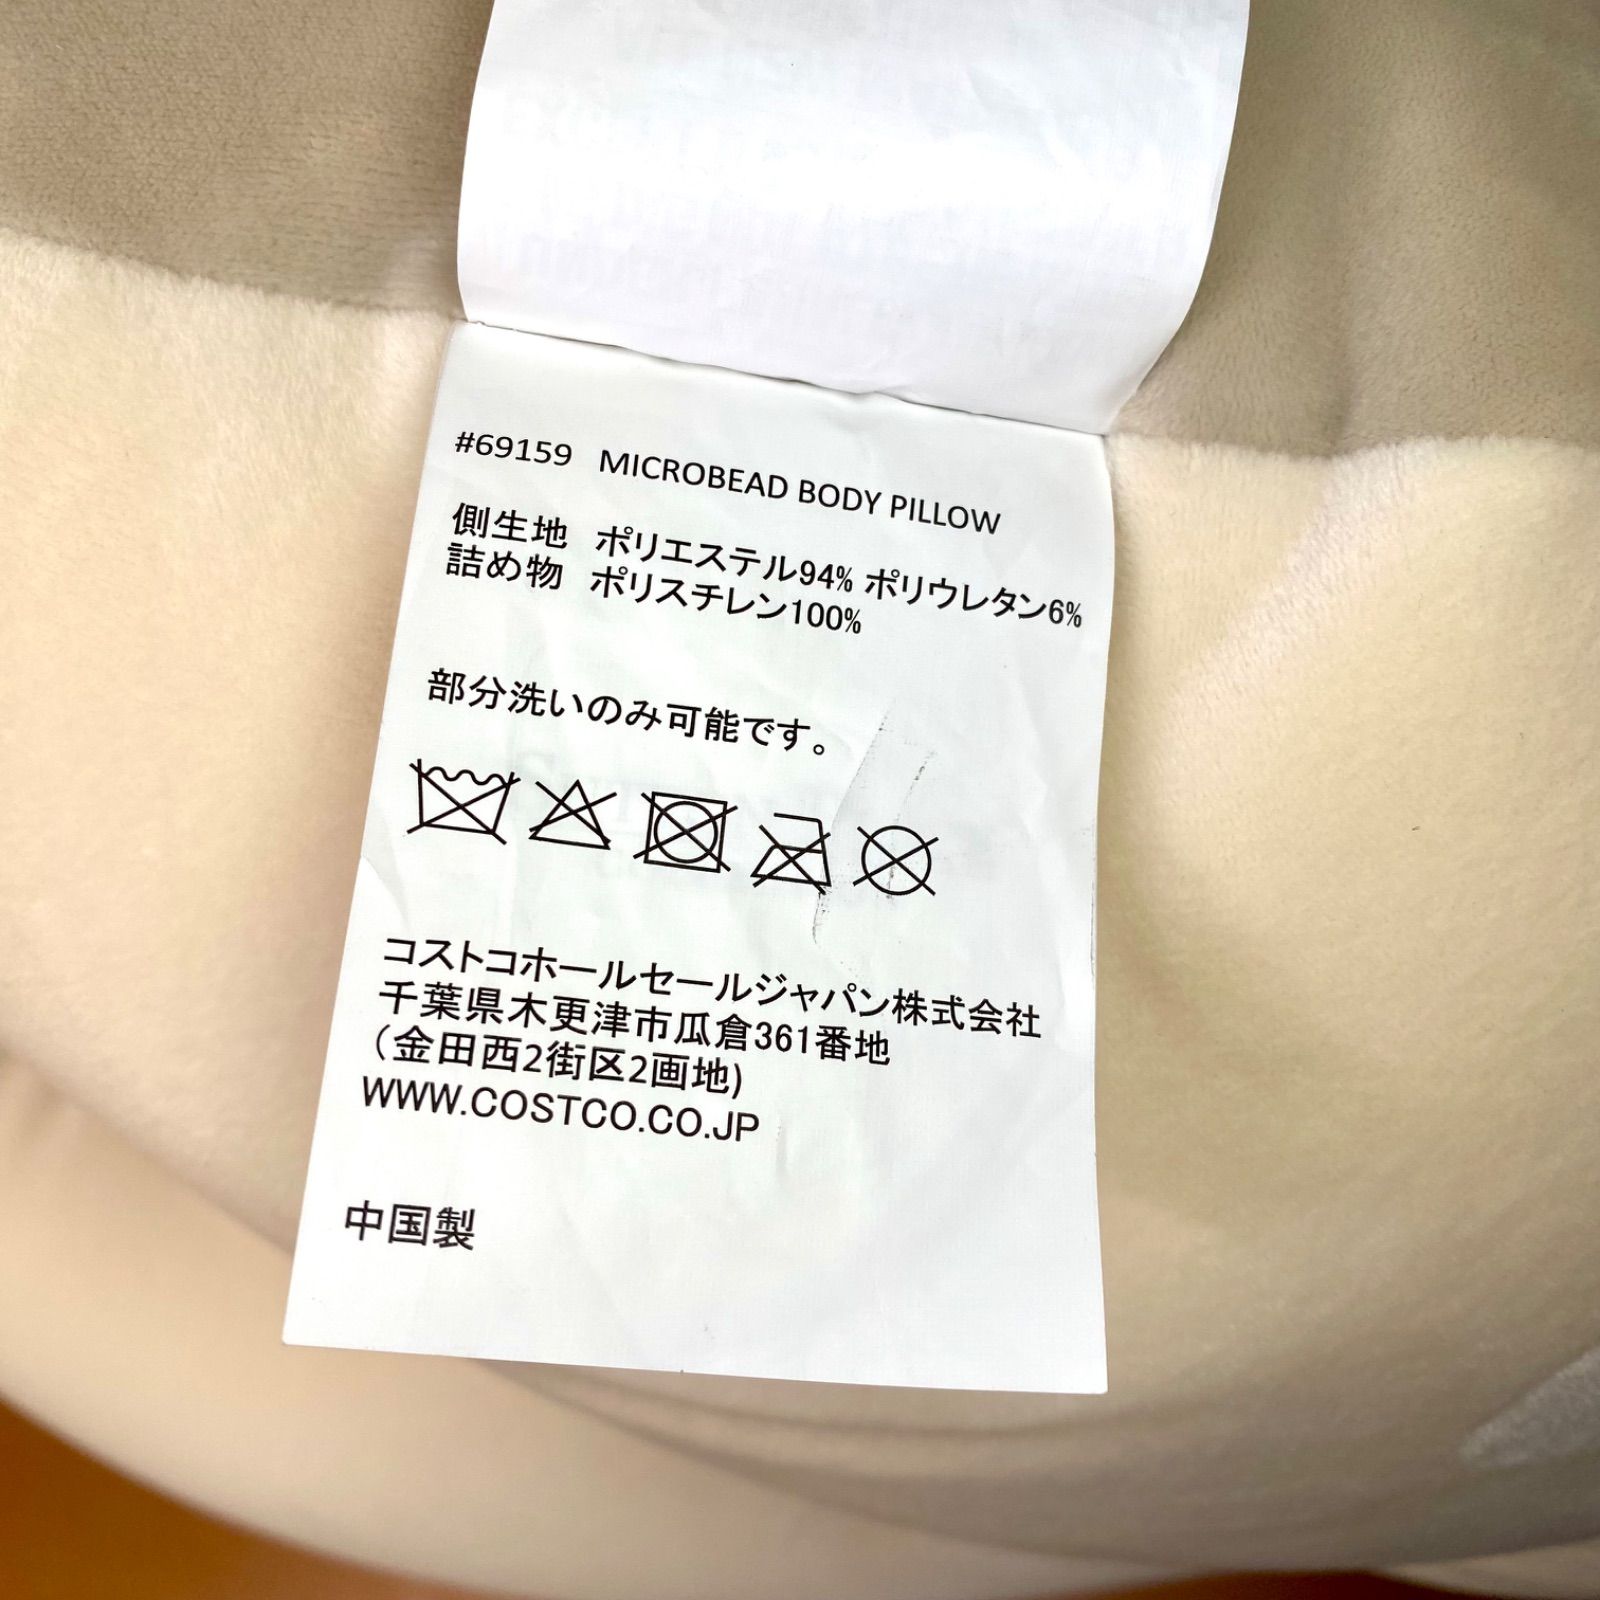 #69159 MICROBEAD BODY PILLOW
側生地 ポリエステル94% ポリウレタン6%
詰め物 ポリスチレン100%
部分洗いのみ可能です。
コストコホールセールジャパン株式会社
千葉県木更津市瓜倉361番地
（金田西2街区2画地)
WWW.COSTCO.CO.JP
中国製